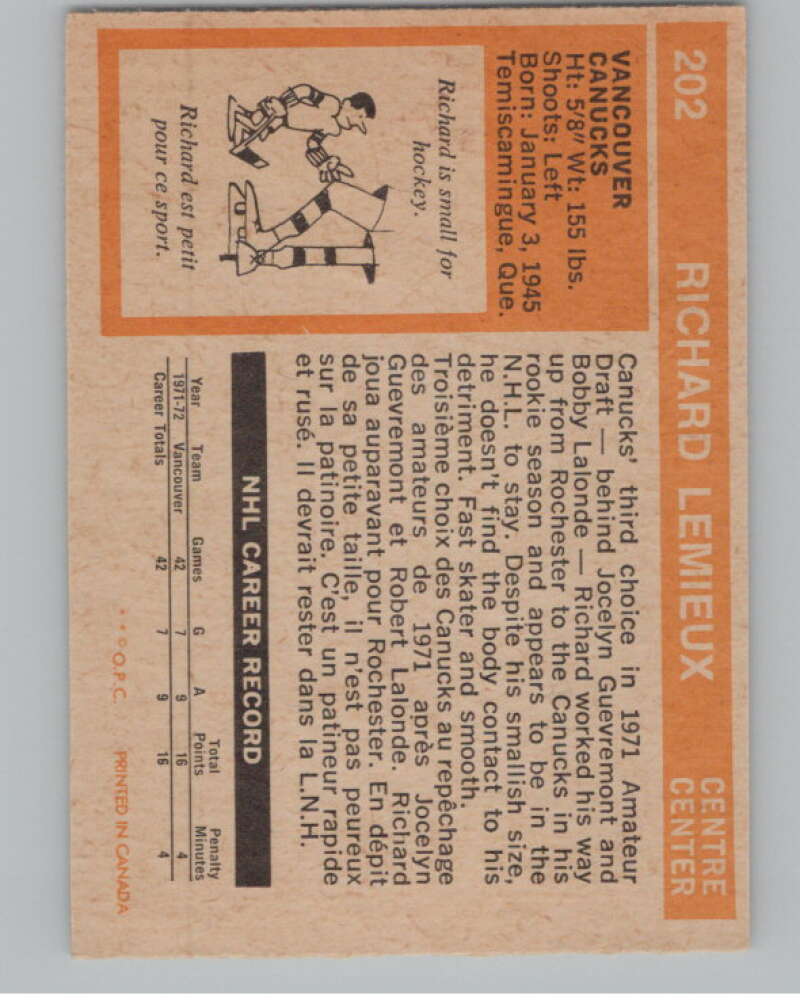 202 RICHARD LEMIEUX CENTRE
CENTER
VANCOUVER
CANUCKS
Ht: 5'8" Wt: 155 lbs.
Shoots: Left
Born: January 3, 1945
Temiscamingue, Que.
Richard is small for
hockey.
Richard est petit
pour ce sport.
Canucks' third choice in 1971 Amateur
Draft — behind Jocelyn Guevremont and
Bobby Lalonde — Richard worked his way
up from Rochester to the Canucks in his
rookie season and appears to be in the
N.H.L. to stay. Despite his smallish size,
he doesn't find the body contact to his
detriment. Fast skater and smooth.
Troisième choix des Canucks au repêchage
des amateurs de 1971 après Jocelyn
Guevremont et Robert Lalonde. Richard
joua auparavant pour Rochester. En dépit
de sa petite taille, il n'est pas peureux
sur la patinoire. C'est un patineur rapide
et rusé. Il devrait rester dans la L.N.H.
NHL CAREER RECORD
Year Team Games G A Total Points Penalty Minutes
1971-72 Vancouver 42 7 9 16 4
Career Totals 42 7 9 16 4
**©O.P.C. PRINTED IN CANADA